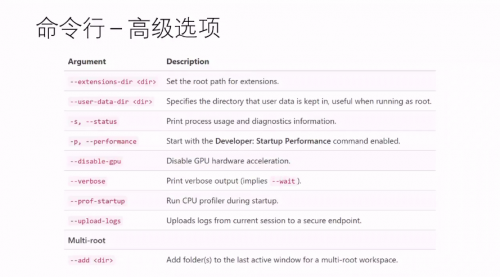 命令行 – 高级选项
Argument Description
--extensions-dir <dir> Set the root path for extensions.
--user-data-dir <dir> Specifies the directory that user data is kept in, useful when running as root.
-s, --status Print process usage and diagnostics information.
-p, --performance Start with the Developer: Startup Performance command enabled.
--disable-gpu Disable GPU hardware acceleration.
--verbose Print verbose output (implies --wait).
--prof-startup Run CPU profiler during startup.
--upload-logs Uploads logs from current session to a secure endpoint.
Multi-root
--add <dir> Add folder(s) to the last active window for a multi-root workspace.